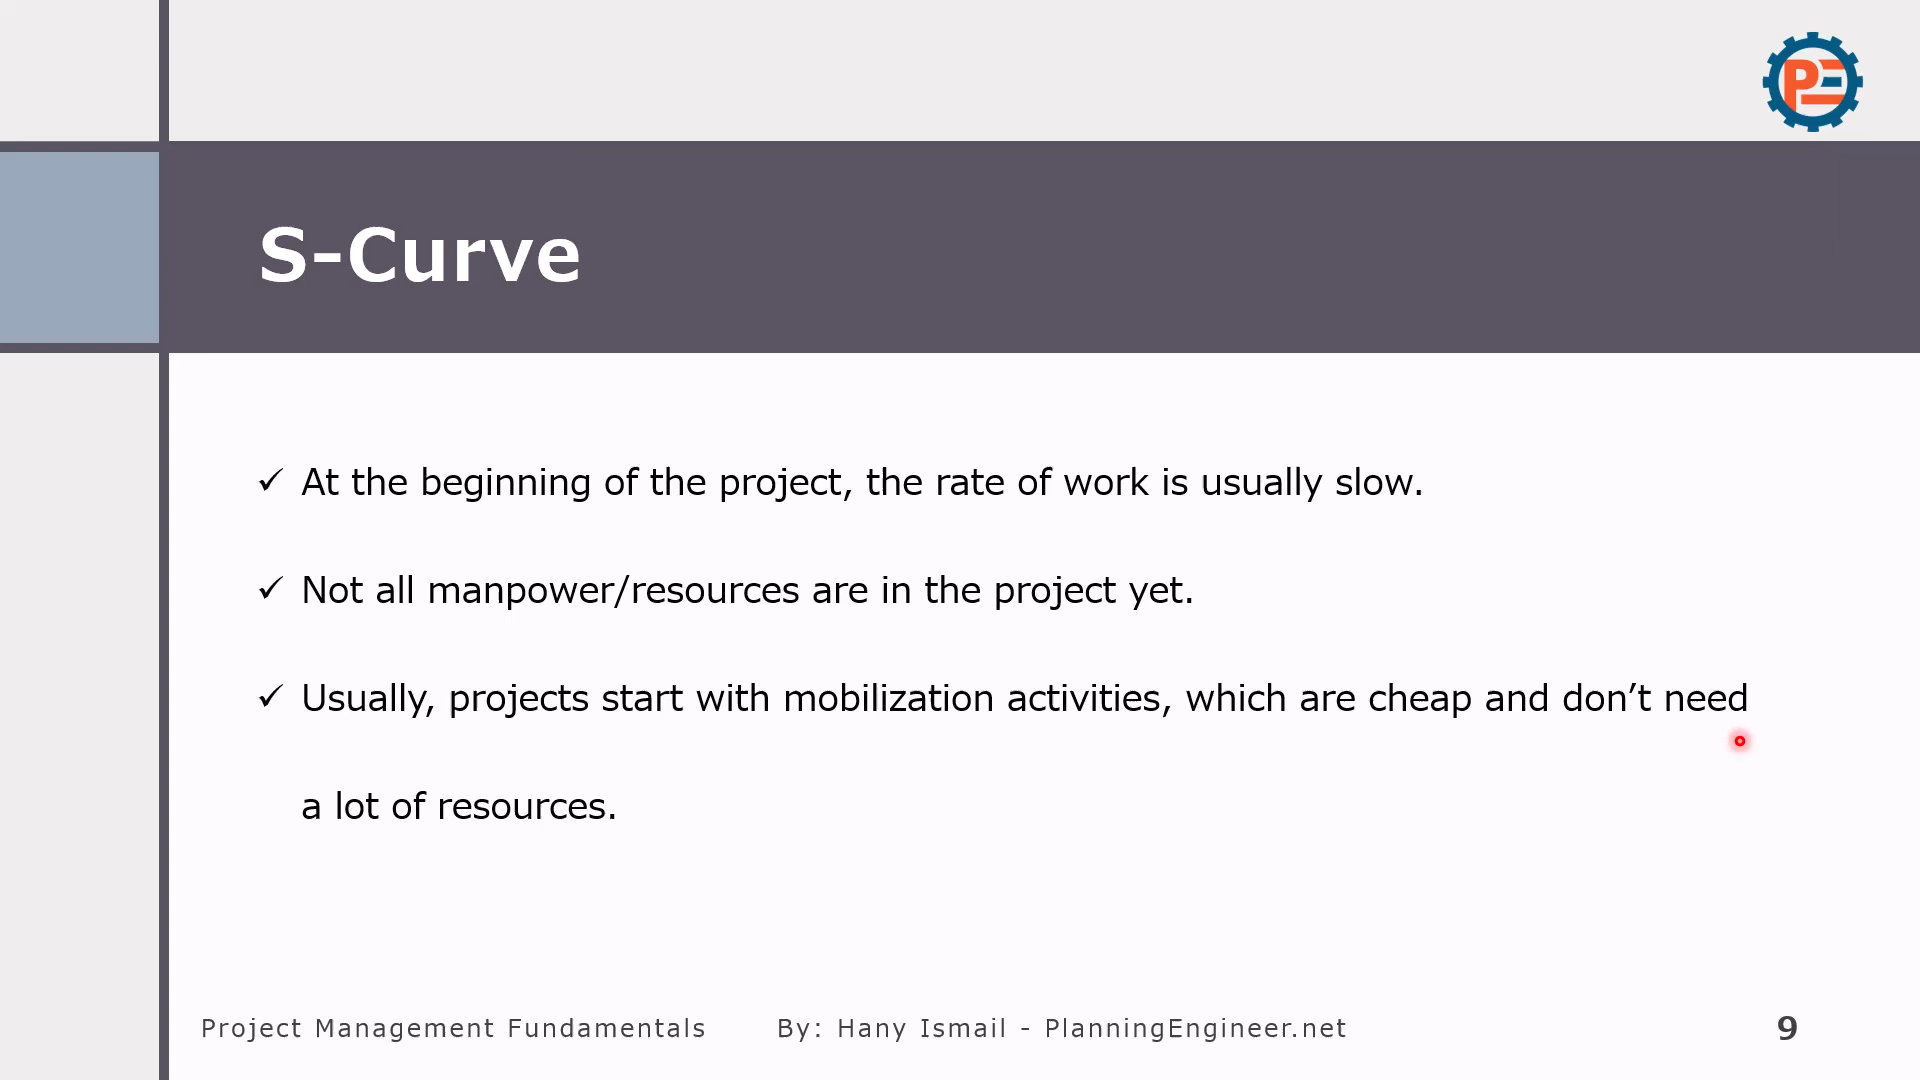 PE
S-Curve
✓ At the beginning of the project, the rate of work is usually slow.
✓ Not all manpower/resources are in the project yet.
✓ Usually, projects start with mobilization activities, which are cheap and don’t need
a lot of resources.
Project Management Fundamentals By: Hany Ismail - PlanningEngineer.net 9